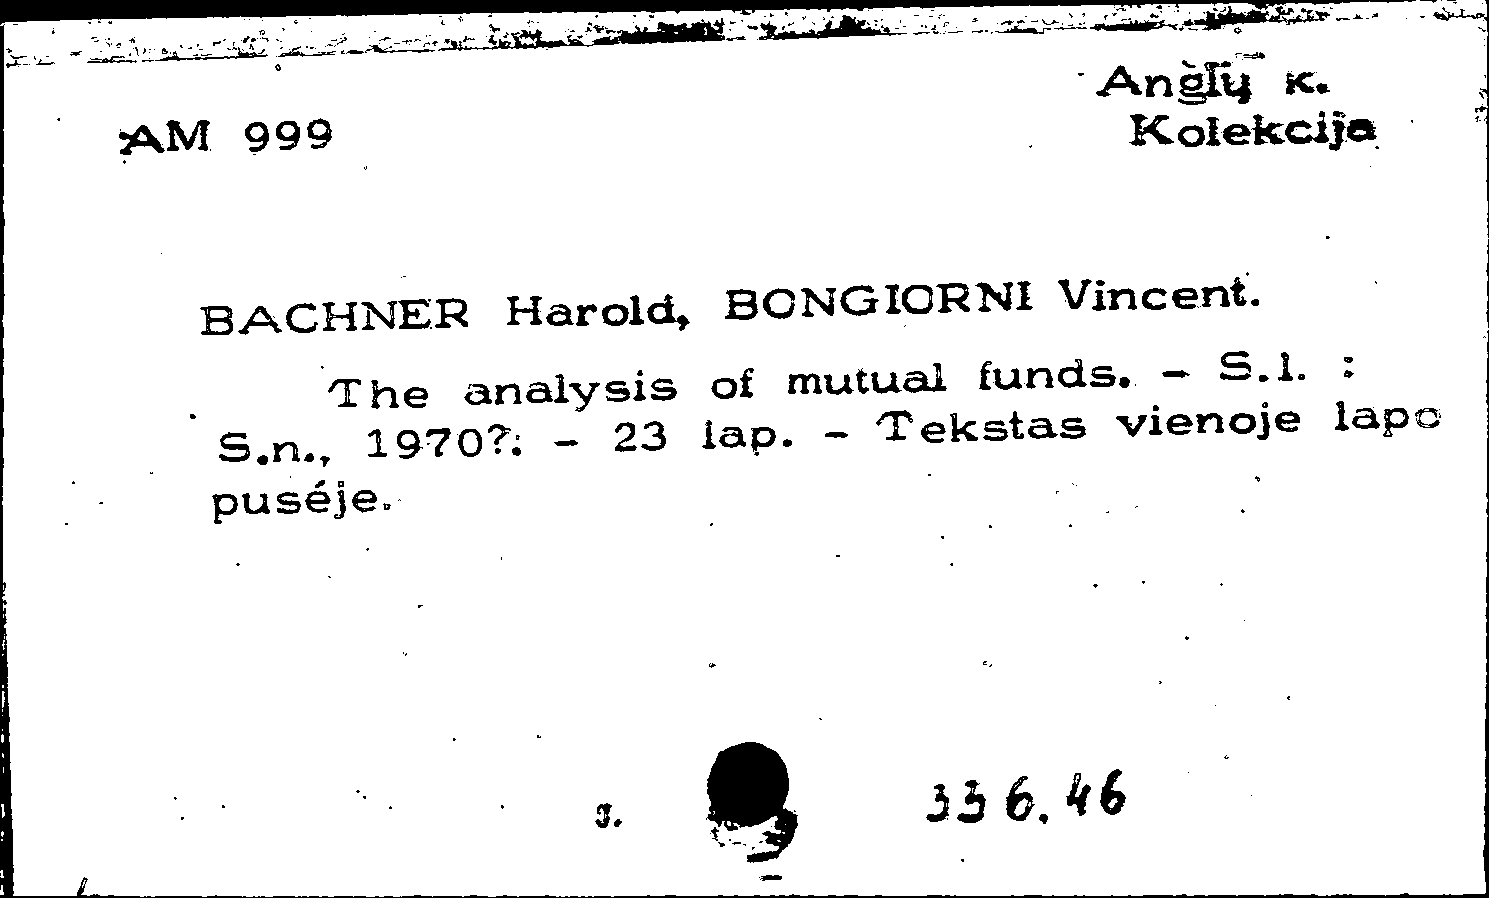 Anglų k.
AM 999
Kolekcija
BACHNER Harold, BONGIORNI Vincent.
The analysis of mutual funds. - S.l. :
S.n., 1970?. - 23 lap. - Tekstas vienoje lapo
pusėje.
336.46